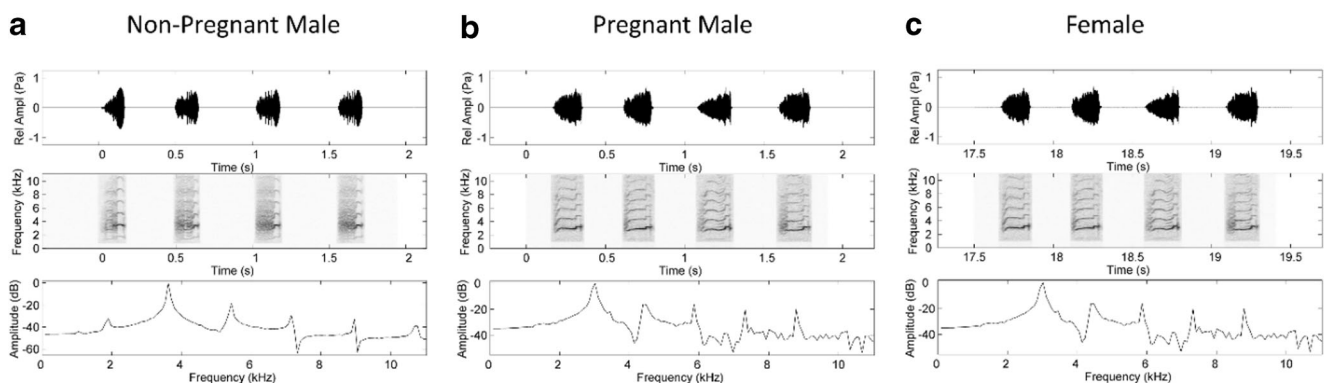 a Non-Pregnant Male
Rel Ampl (Pa)
1
0
-1
0 0.5 1 1.5 2
Time (s)
Frequency (kHz)
10
8
6
4
2
0
0 0.5 1 1.5 2
Time (s)
Amplitude (dB)
0
-20
-40
-60
0 2 4 6 8 10
Frequency (kHz)
b Pregnant Male
Rel Ampl (Pa)
1
0
-1
0 0.5 1 1.5 2
Time (s)
Frequency (kHz)
10
8
6
4
2
0
0 0.5 1 1.5 2
Time (s)
Amplitude (dB)
0
-20
-40
0 2 4 6 8 10
Frequency (kHz)
c Female
Rel Ampl (Pa)
1
0
-1
17.5 18 18.5 19 19.5
Time (s)
Frequency (kHz)
10
8
6
4
2
0
17.5 18 18.5 19 19.5
Time (s)
Amplitude (dB)
0
-20
-40
0 2 4 6 8 10
Frequency (kHz)